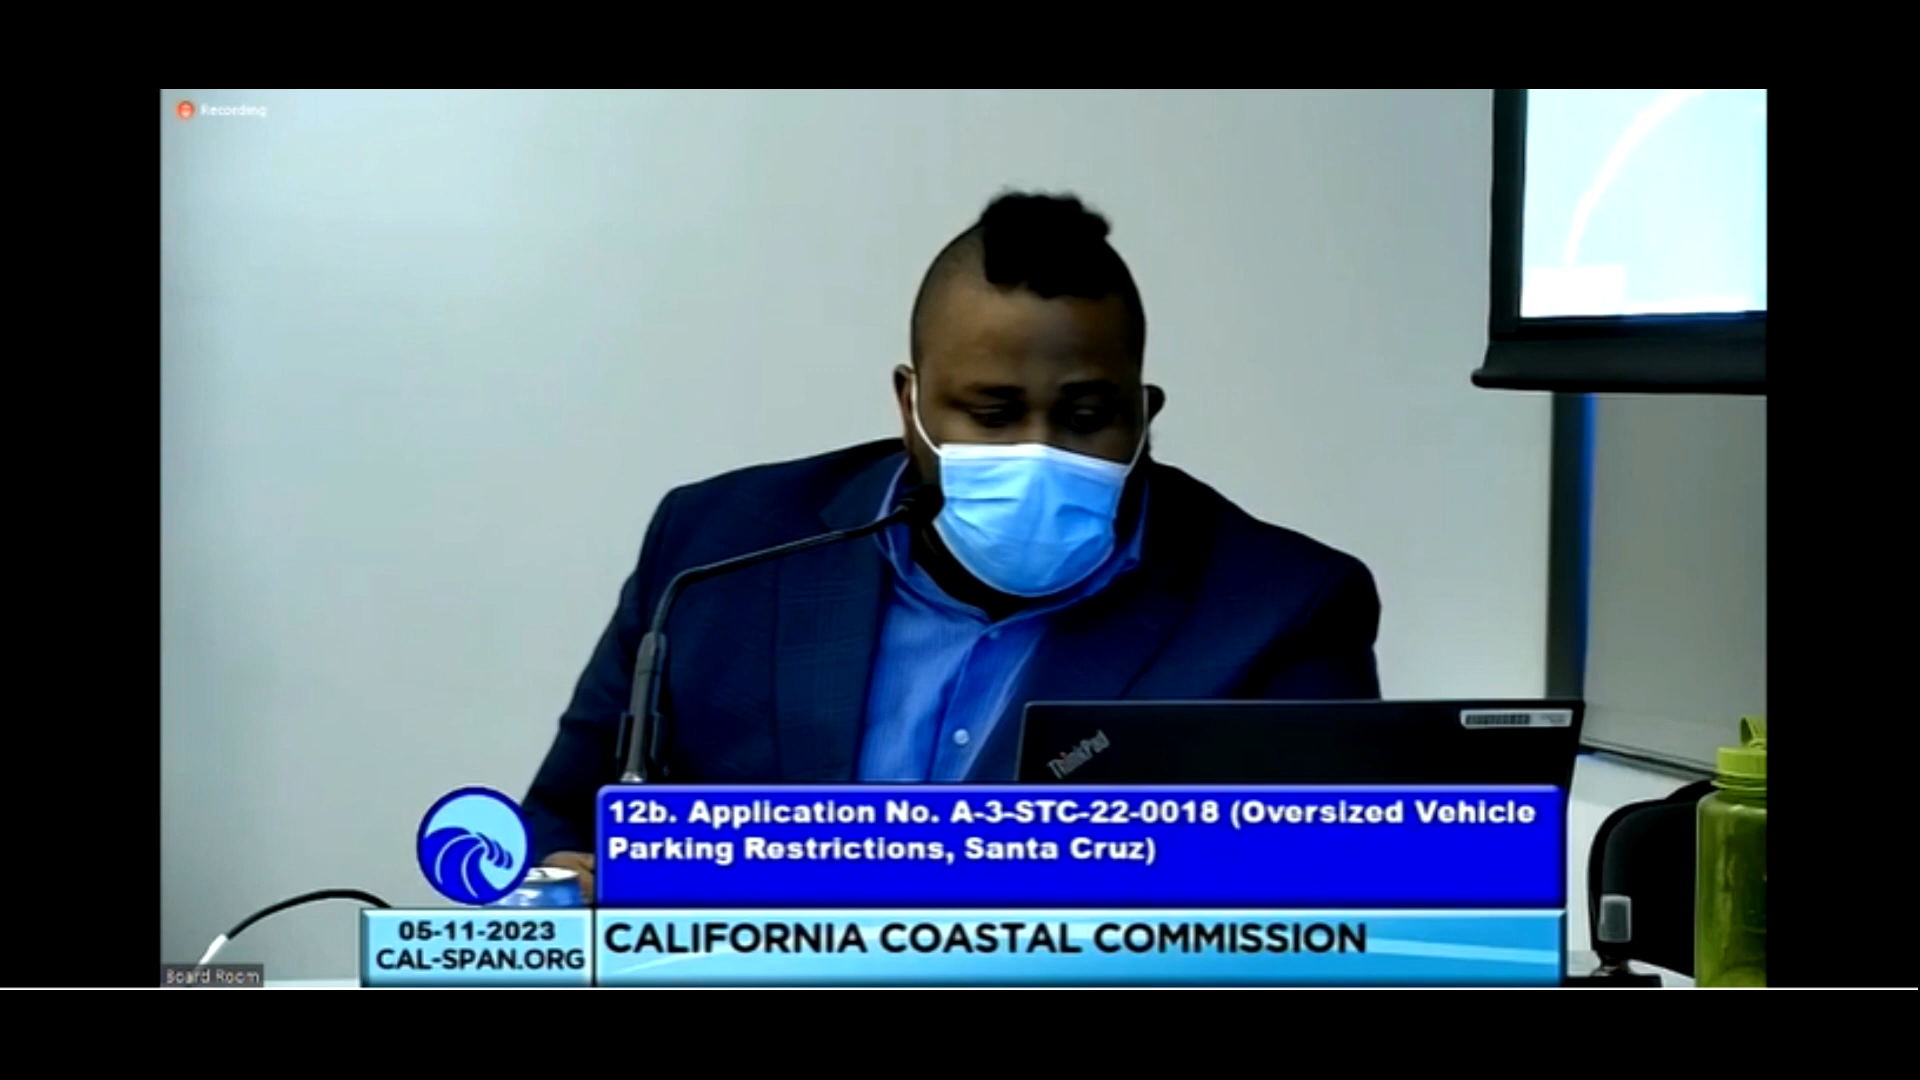 Recording
ThinkPad
12b. Application No. A-3-STC-22-0018 (Oversized Vehicle
Parking Restrictions, Santa Cruz)
05-11-2023
CAL-SPAN.ORG
CALIFORNIA COASTAL COMMISSION
Board Room